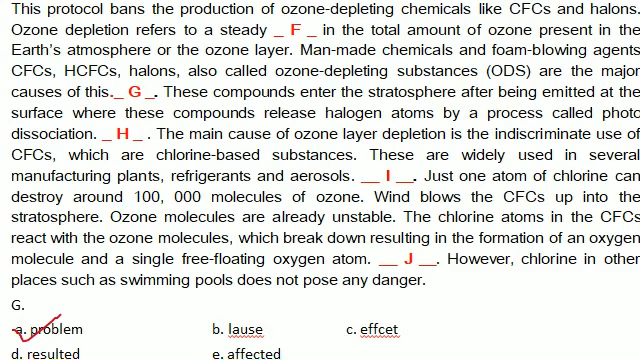 This protocol bans the production of ozone-depleting chemicals like CFCs and halons.
Ozone depletion refers to a steady _ F _ in the total amount of ozone present in the
Earth's atmosphere or the ozone layer. Man-made chemicals and foam-blowing agents
CFCs, HCFCs, halons, also called ozone-depleting substances (ODS) are the major
causes of this._ G _. These compounds enter the stratosphere after being emitted at the
surface where these compounds release halogen atoms by a process called photo
dissociation. _ H _ . The main cause of ozone layer depletion is the indiscriminate use of
CFCs, which are chlorine-based substances. These are widely used in several
manufacturing plants, refrigerants and aerosols. __ I __. Just one atom of chlorine can
destroy around 100, 000 molecules of ozone. Wind blows the CFCs up into the
stratosphere. Ozone molecules are already unstable. The chlorine atoms in the CFCs
react with the ozone molecules, which break down resulting in the formation of an oxygen
molecule and a single free-floating oxygen atom. __ J __. However, chlorine in other
places such as swimming pools does not pose any danger.
G.
a. problem b. lause c. effcet
d. resulted e. affected